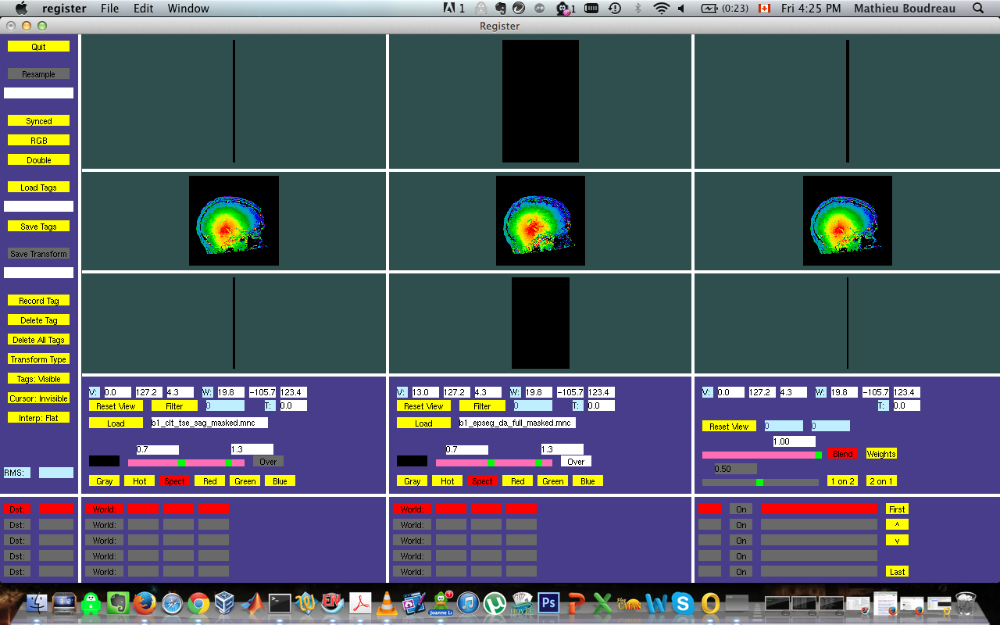 register File Edit Window 1 1 (0:23) Fri 4:25 PM Mathieu Boudreau
Register
Quit
Resample
Synced
RGB
Double
Load Tags
Save Tags
Save Transform
Record Tag
Delete Tag
Delete All Tags
Transform Type
Tags: Visible
Cursor: Invisible
Interp: Flat
RMS:
V: 0.0 127.2 4.3 W: 19.8 -105.7 123.4
Reset View Filter 0 T: 0.0
Load b1_clt_tse_sag_masked.mnc
0.7 1.3
Over
Gray Hot Spect Red Green Blue
V: 13.0 127.2 4.3 W: 19.8 -105.7 123.4
Reset View Filter 0 T: 0.0
Load b1_epseg_da_full_masked.mnc
0.7 1.3
Over
Gray Hot Spect Red Green Blue
V: 0.0 127.2 4.3 W: 19.8 -105.7 123.4
T: 0.0
Reset View 0 0
1.00
Blend Weights
0.50
1 on 2 2 on 1
Dst: World: World: On First
Dst: World: World: On ^
Dst: World: World: On v
Dst: World: World: On
Dst: World: World: On Last
Joanne Li
Ps
CATAN